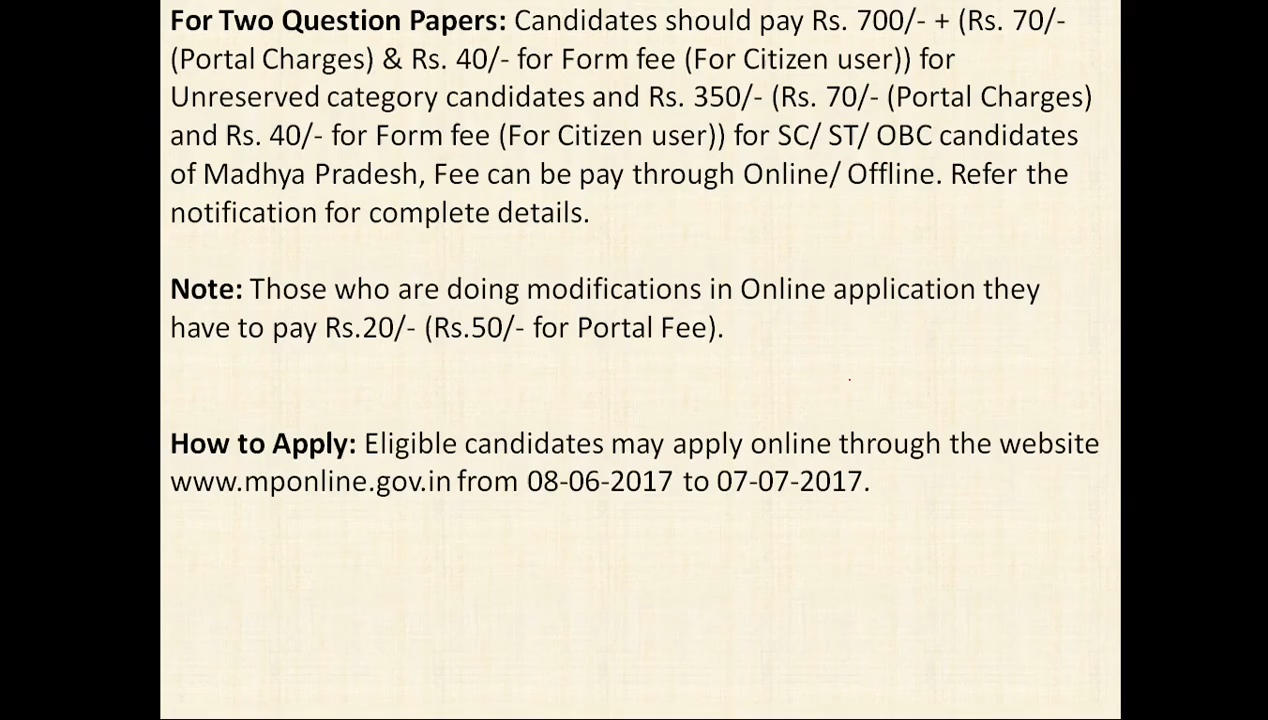 For Two Question Papers: Candidates should pay Rs. 700/- + (Rs. 70/-
(Portal Charges) & Rs. 40/- for Form fee (For Citizen user)) for
Unreserved category candidates and Rs. 350/- (Rs. 70/- (Portal Charges)
and Rs. 40/- for Form fee (For Citizen user)) for SC/ ST/ OBC candidates
of Madhya Pradesh, Fee can be pay through Online/ Offline. Refer the
notification for complete details.
Note: Those who are doing modifications in Online application they
have to pay Rs.20/- (Rs.50/- for Portal Fee).
How to Apply: Eligible candidates may apply online through the website
www.mponline.gov.in from 08-06-2017 to 07-07-2017.